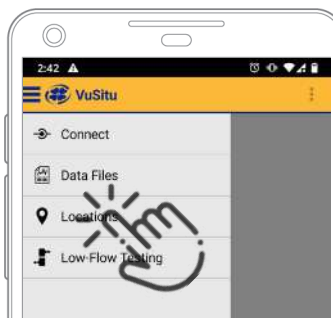 2:42
VuSitu
Connect
Data Files
Locations
Low-Flow Testing